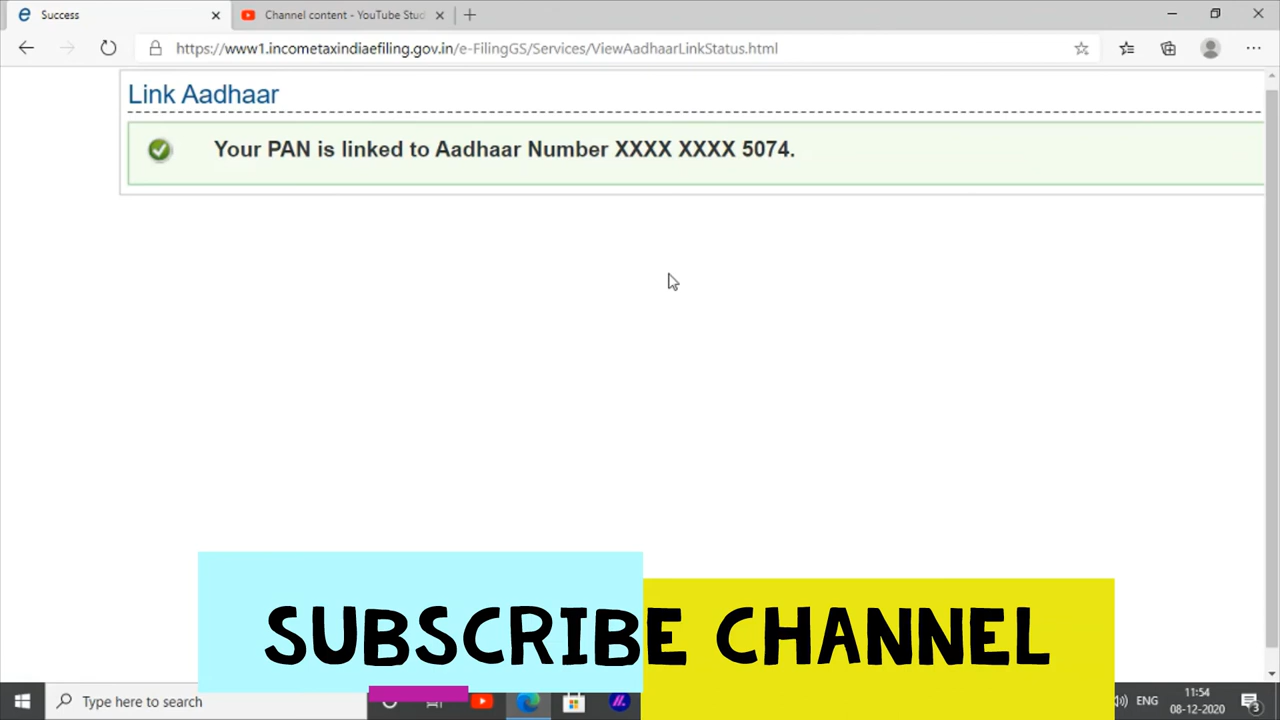 Success
Channel content - YouTube Stud
https://www1.incometaxindiaefiling.gov.in/e-FilingGS/Services/ViewAadhaarLinkStatus.html
Link Aadhaar
Your PAN is linked to Aadhaar Number XXXX XXXX 5074.
SUBSCRIBE CHANNEL
Type here to search
ENG
11:54
08-12-2020
3